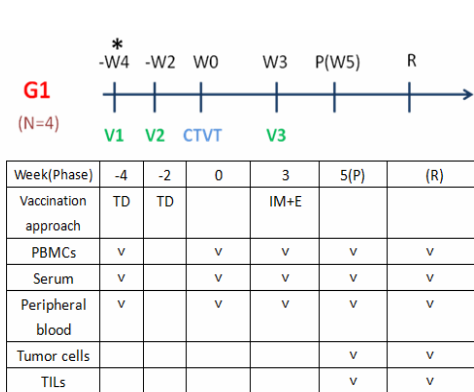 *
-W4 -W2 W0 W3 P(W5) R
G1
(N=4)
V1 V2 CTVT V3
Week(Phase) -4 -2 0 3 5(P) (R)
Vaccination approach TD TD IM+E
PBMCs v v v v v
Serum v v v v v
Peripheral blood v v v v v
Tumor cells v v
TILs v v